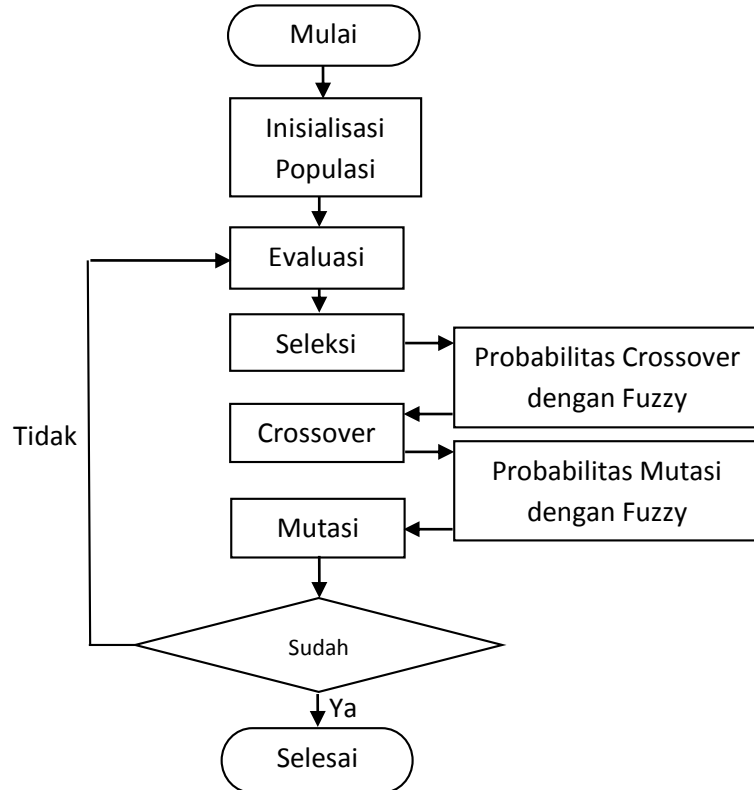 Mulai
Inisialisasi
Populasi
Evaluasi
Seleksi
Probabilitas Crossover
dengan Fuzzy
Crossover
Tidak
Probabilitas Mutasi
dengan Fuzzy
Mutasi
Sudah
Ya
Selesai